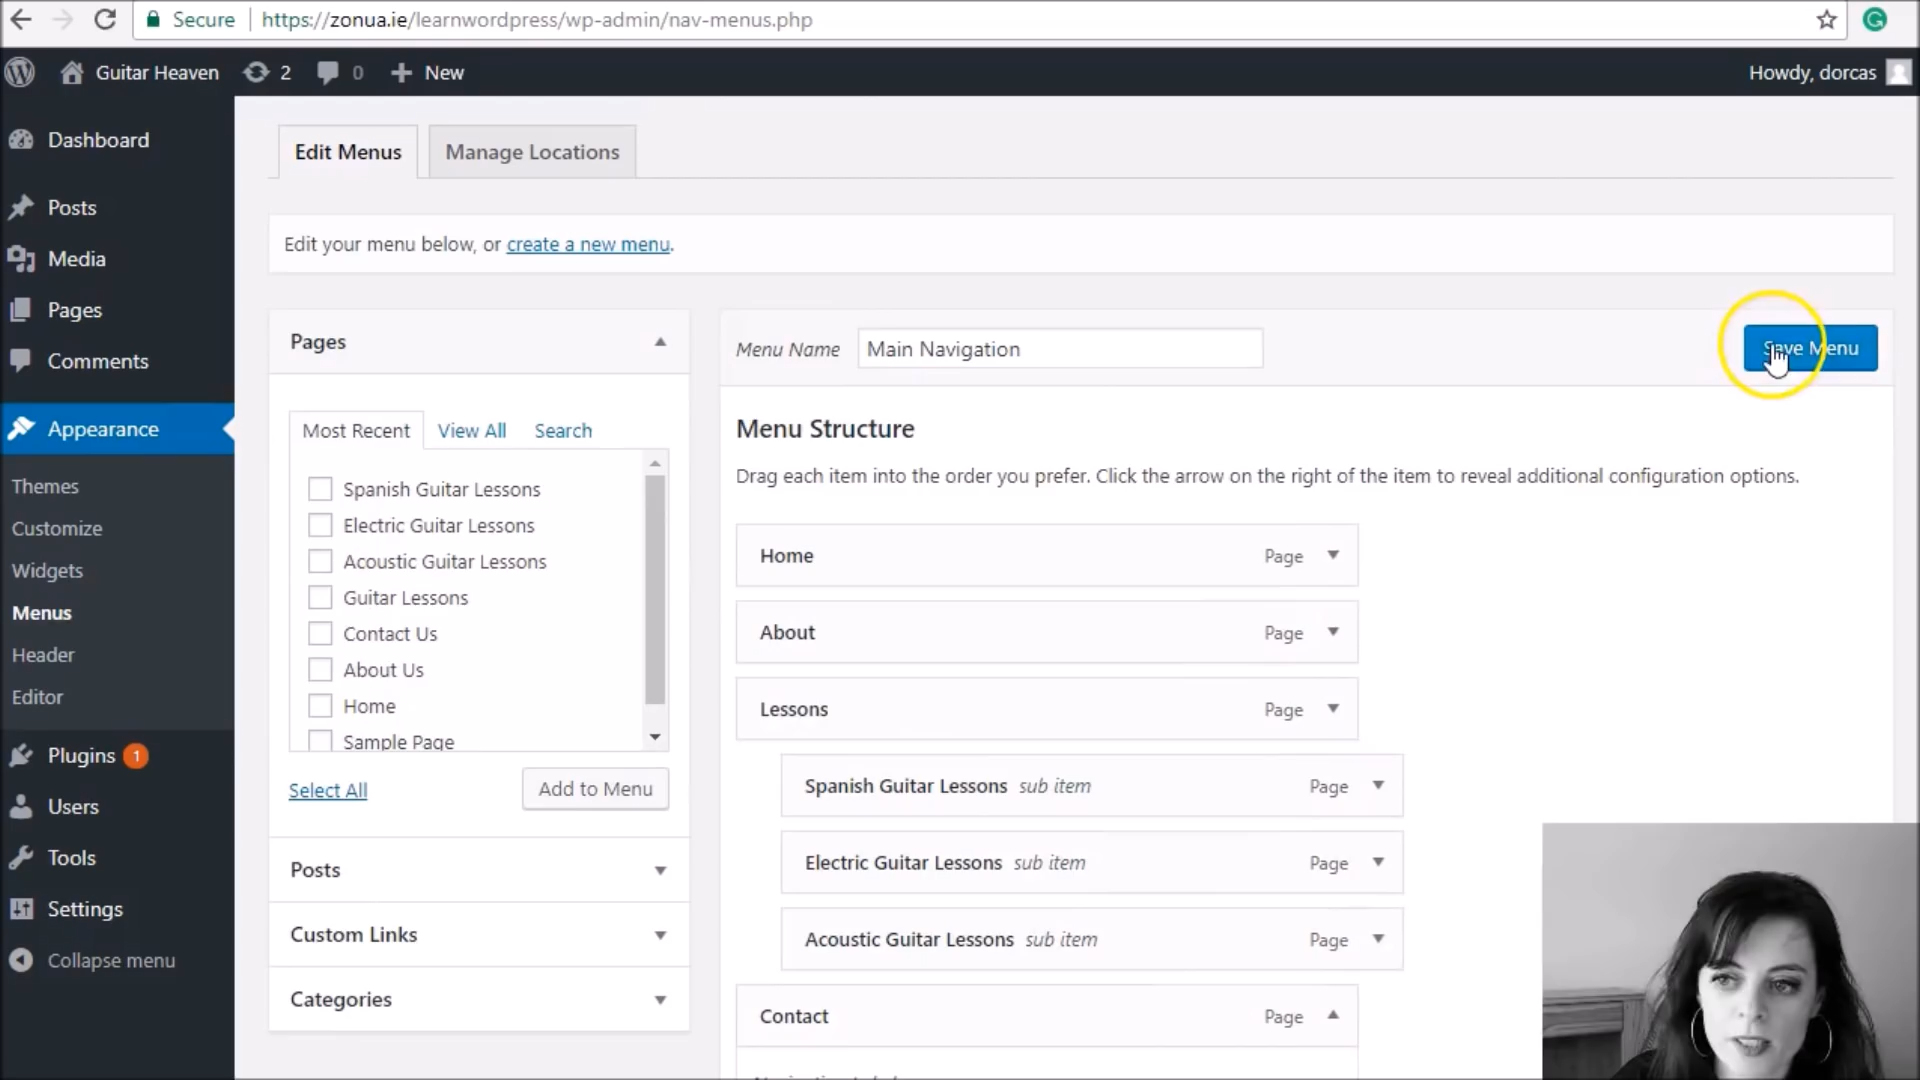 Secure https://zonua.ie/learnwordpress/wp-admin/nav-menus.php
Guitar Heaven 2 0 New Howdy, dorcas
Dashboard
Posts
Media
Pages
Comments
Appearance
Themes
Customize
Widgets
Menus
Header
Editor
Plugins 1
Users
Tools
Settings
Collapse menu
Edit Menus Manage Locations
Edit your menu below, or create a new menu.
Pages
Most Recent View All Search
Spanish Guitar Lessons
Electric Guitar Lessons
Acoustic Guitar Lessons
Guitar Lessons
Contact Us
About Us
Home
Sample Page
Select All Add to Menu
Posts
Custom Links
Categories
Menu Name Main Navigation Save Menu
Menu Structure
Drag each item into the order you prefer. Click the arrow on the right of the item to reveal additional configuration options.
Home Page
About Page
Lessons Page
Spanish Guitar Lessons sub item Page
Electric Guitar Lessons sub item Page
Acoustic Guitar Lessons sub item Page
Contact Page